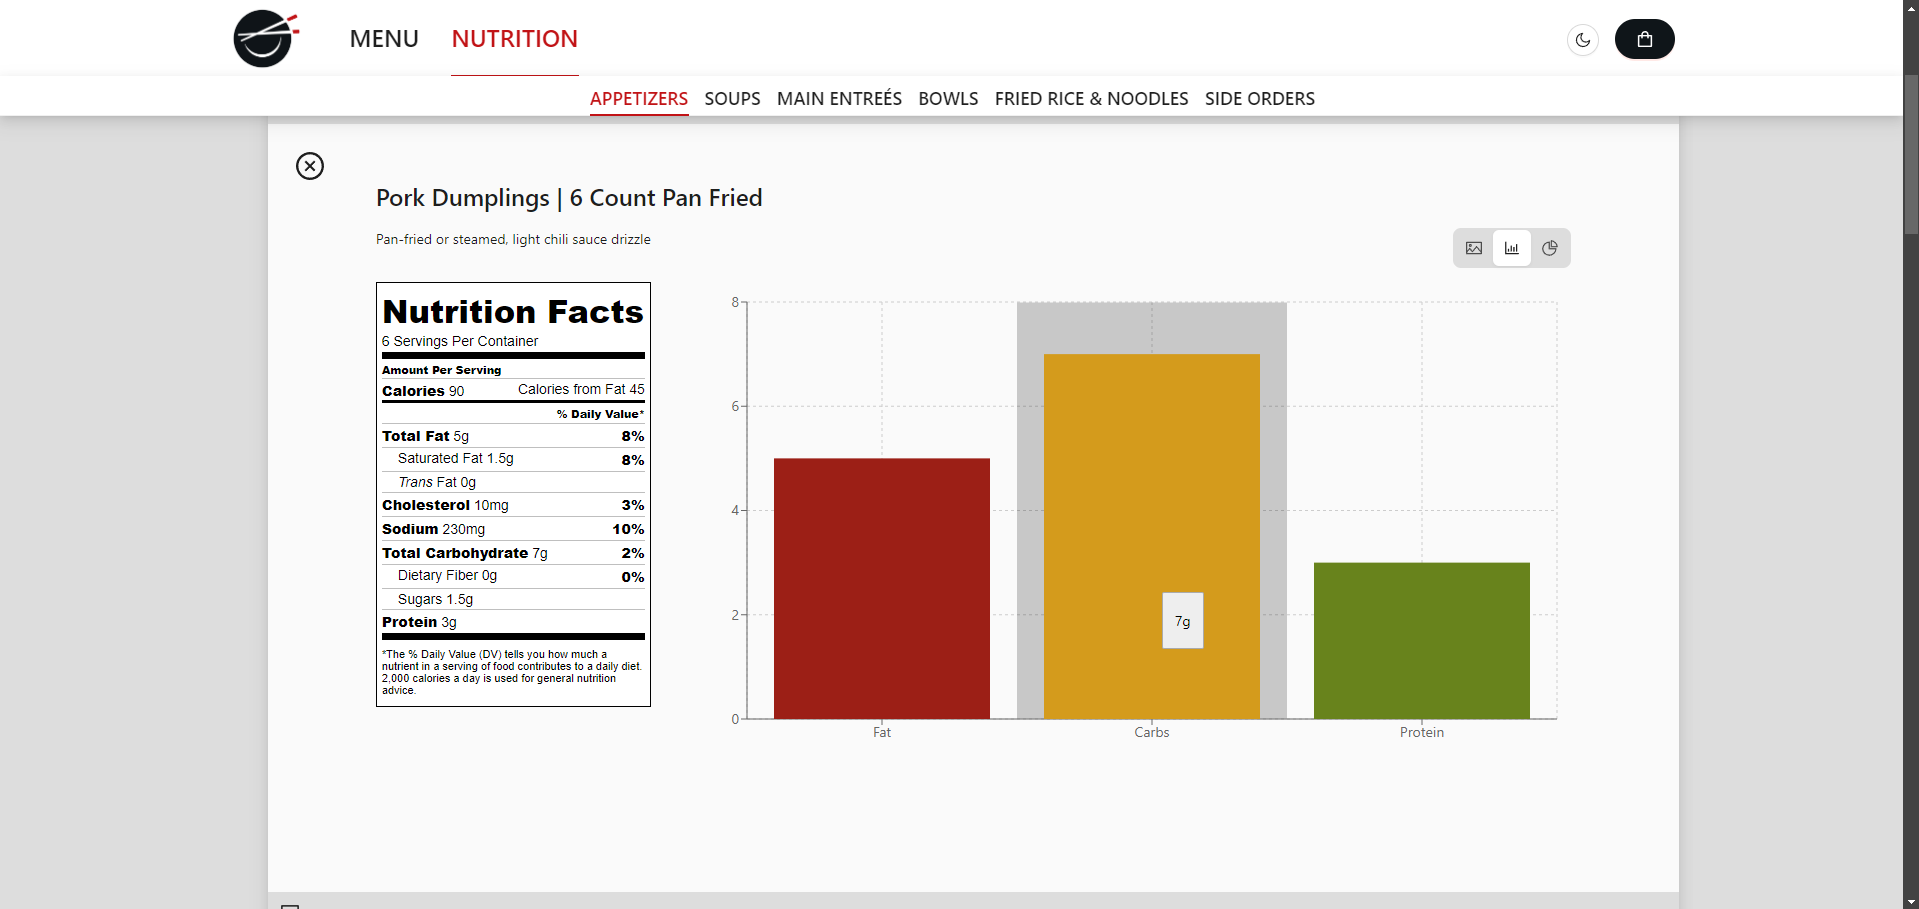 MENU
NUTRITION
APPETIZERS
SOUPS
MAIN ENTREÉS
BOWLS
FRIED RICE & NOODLES
SIDE ORDERS
Pork Dumplings | 6 Count Pan Fried
Pan-fried or steamed, light chili sauce drizzle
Nutrition Facts
6 Servings Per Container
Amount Per Serving
Calories 90 Calories from Fat 45
% Daily Value*
Total Fat 5g 8%
Saturated Fat 1.5g 8%
Trans Fat 0g
Cholesterol 10mg 3%
Sodium 230mg 10%
Total Carbohydrate 7g 2%
Dietary Fiber 0g 0%
Sugars 1.5g
Protein 3g
*The % Daily Value (DV) tells you how much a
nutrient in a serving of food contributes to a daily diet.
2,000 calories a day is used for general nutrition
advice.
8
6
4
2
0
7g
Fat
Carbs
Protein